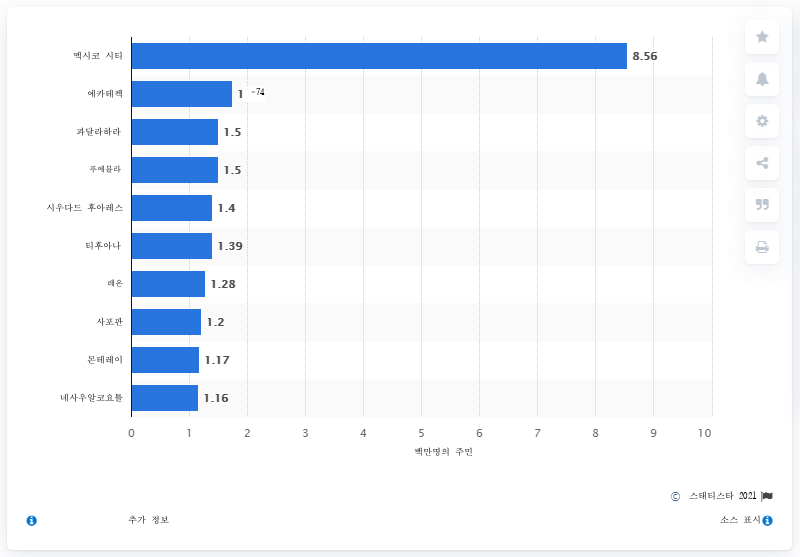 멕시코 시티 8.56
에카테펙 1 -74
과달라하라 1.5
푸에블라 1.5
시우다드 후아레스 1.4
티후아나 1.39
레온 1.28
사포판 1.2
몬테레이 1.17
네사우알코요틀 1.16
0 1 2 3 4 5 6 7 8 9 10
백만명의 주민
© 스태티스타 2021
추가 정보 소스 표시